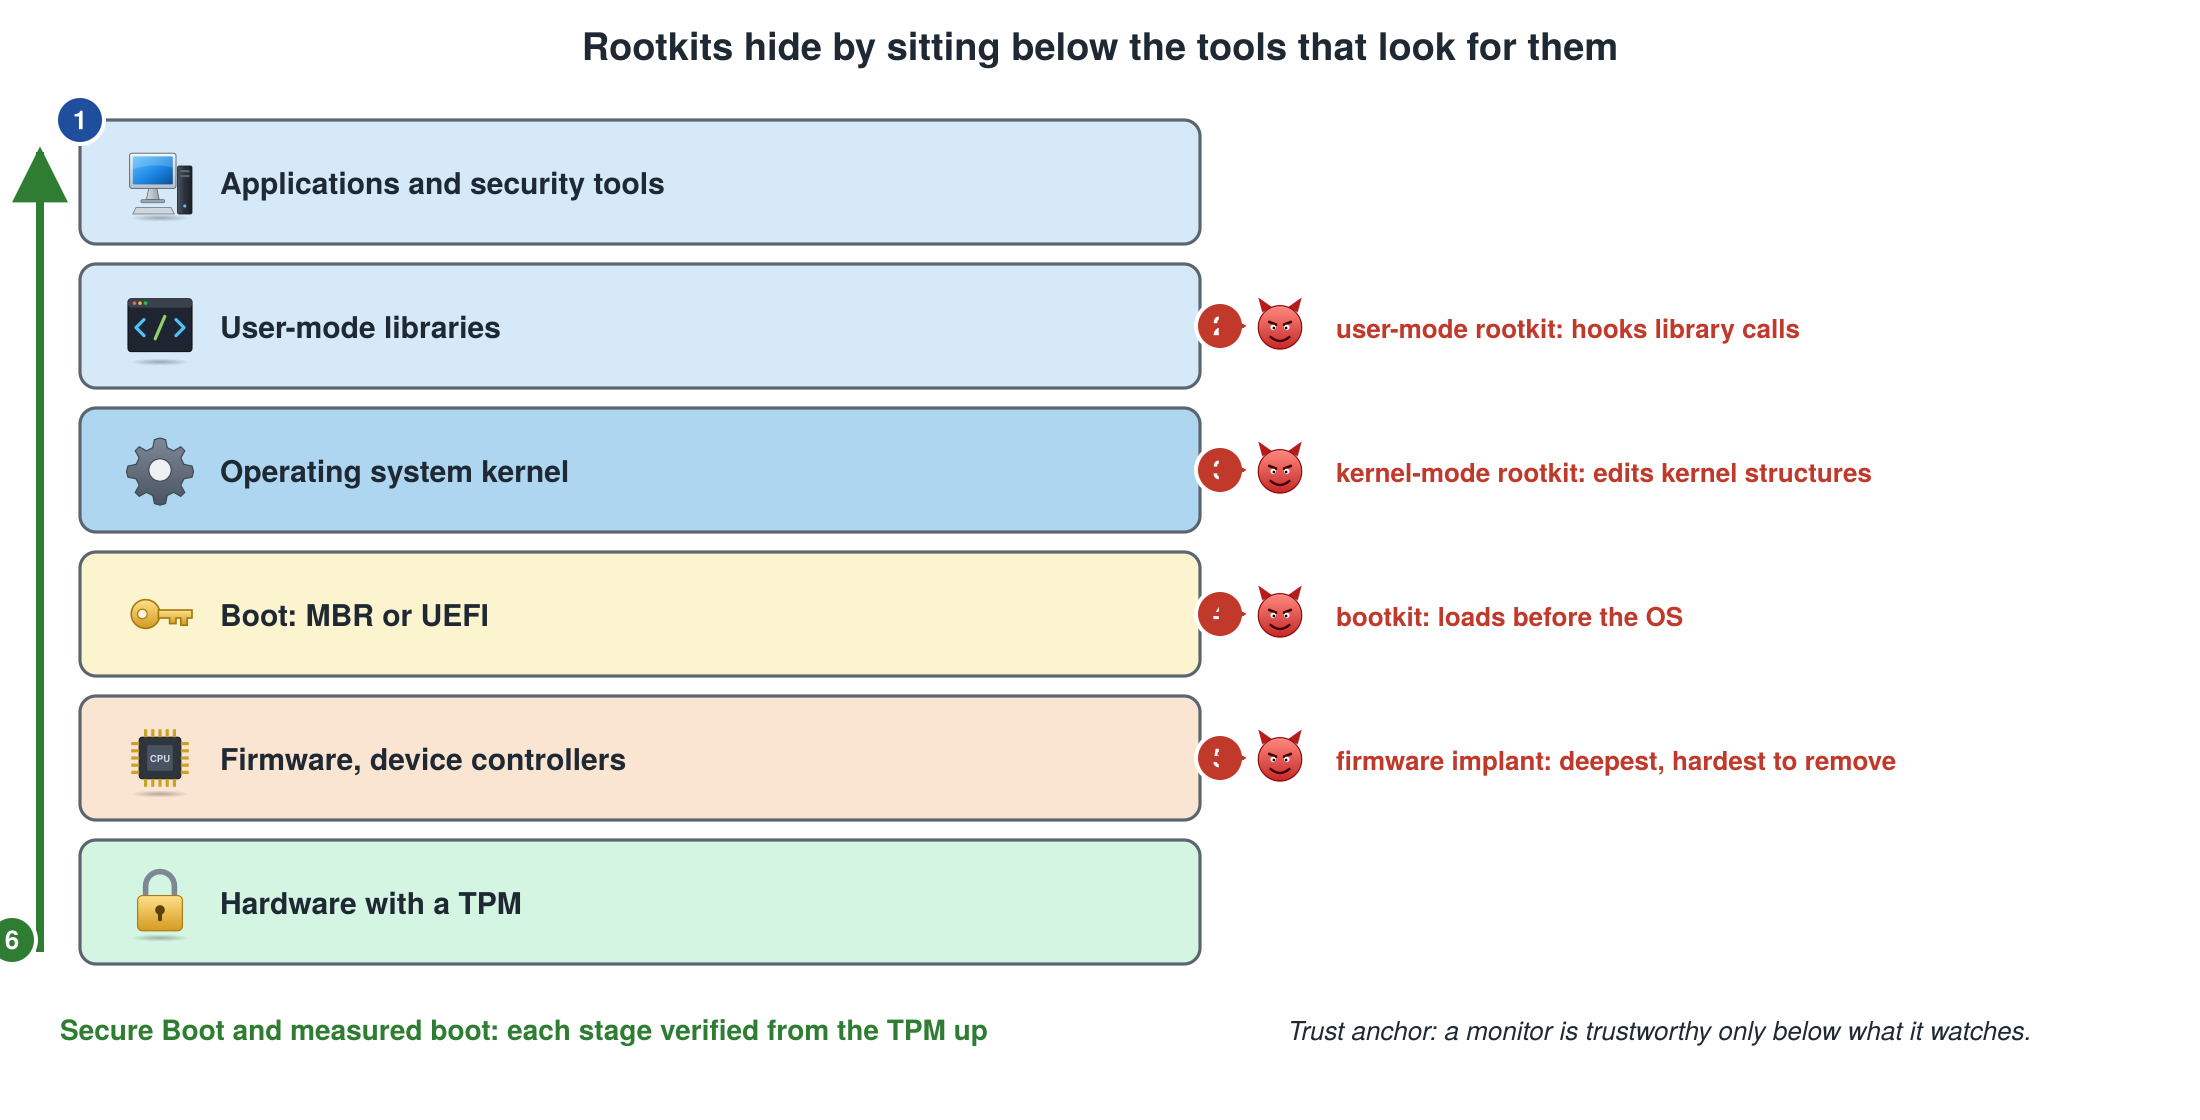 Rootkits hide by sitting below the tools that look for them
1
Applications and security tools
User-mode libraries
user-mode rootkit: hooks library calls
Operating system kernel
kernel-mode rootkit: edits kernel structures
Boot: MBR or UEFI
bootkit: loads before the OS
CPU
Firmware, device controllers
firmware implant: deepest, hardest to remove
Hardware with a TPM
6
Secure Boot and measured boot: each stage verified from the TPM up
Trust anchor: a monitor is trustworthy only below what it watches.